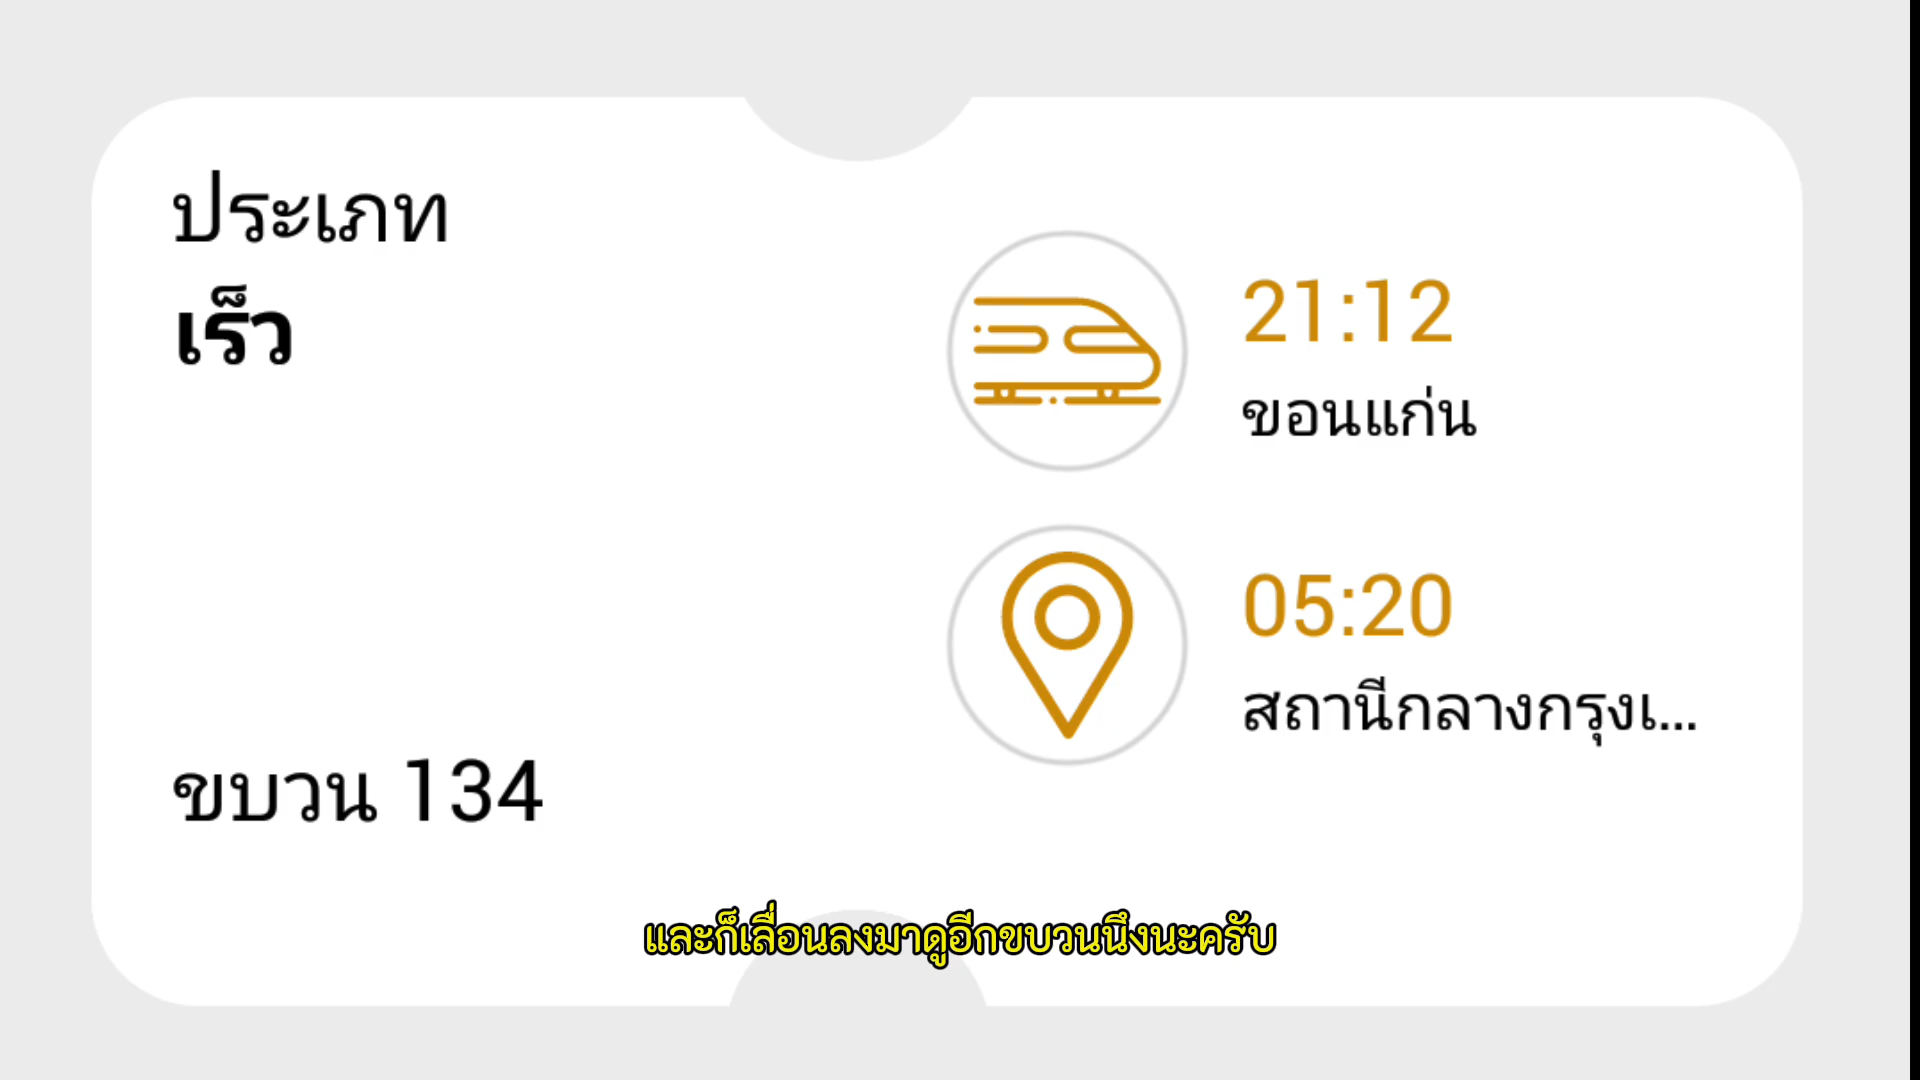 ประเภท
เร็ว
ขบวน 134
21:12
ขอนแก่น
05:20
สถานีกลางกรุงเ...
และก็เลื่อนลงมาดูอีกขบวนนึงนะครับ